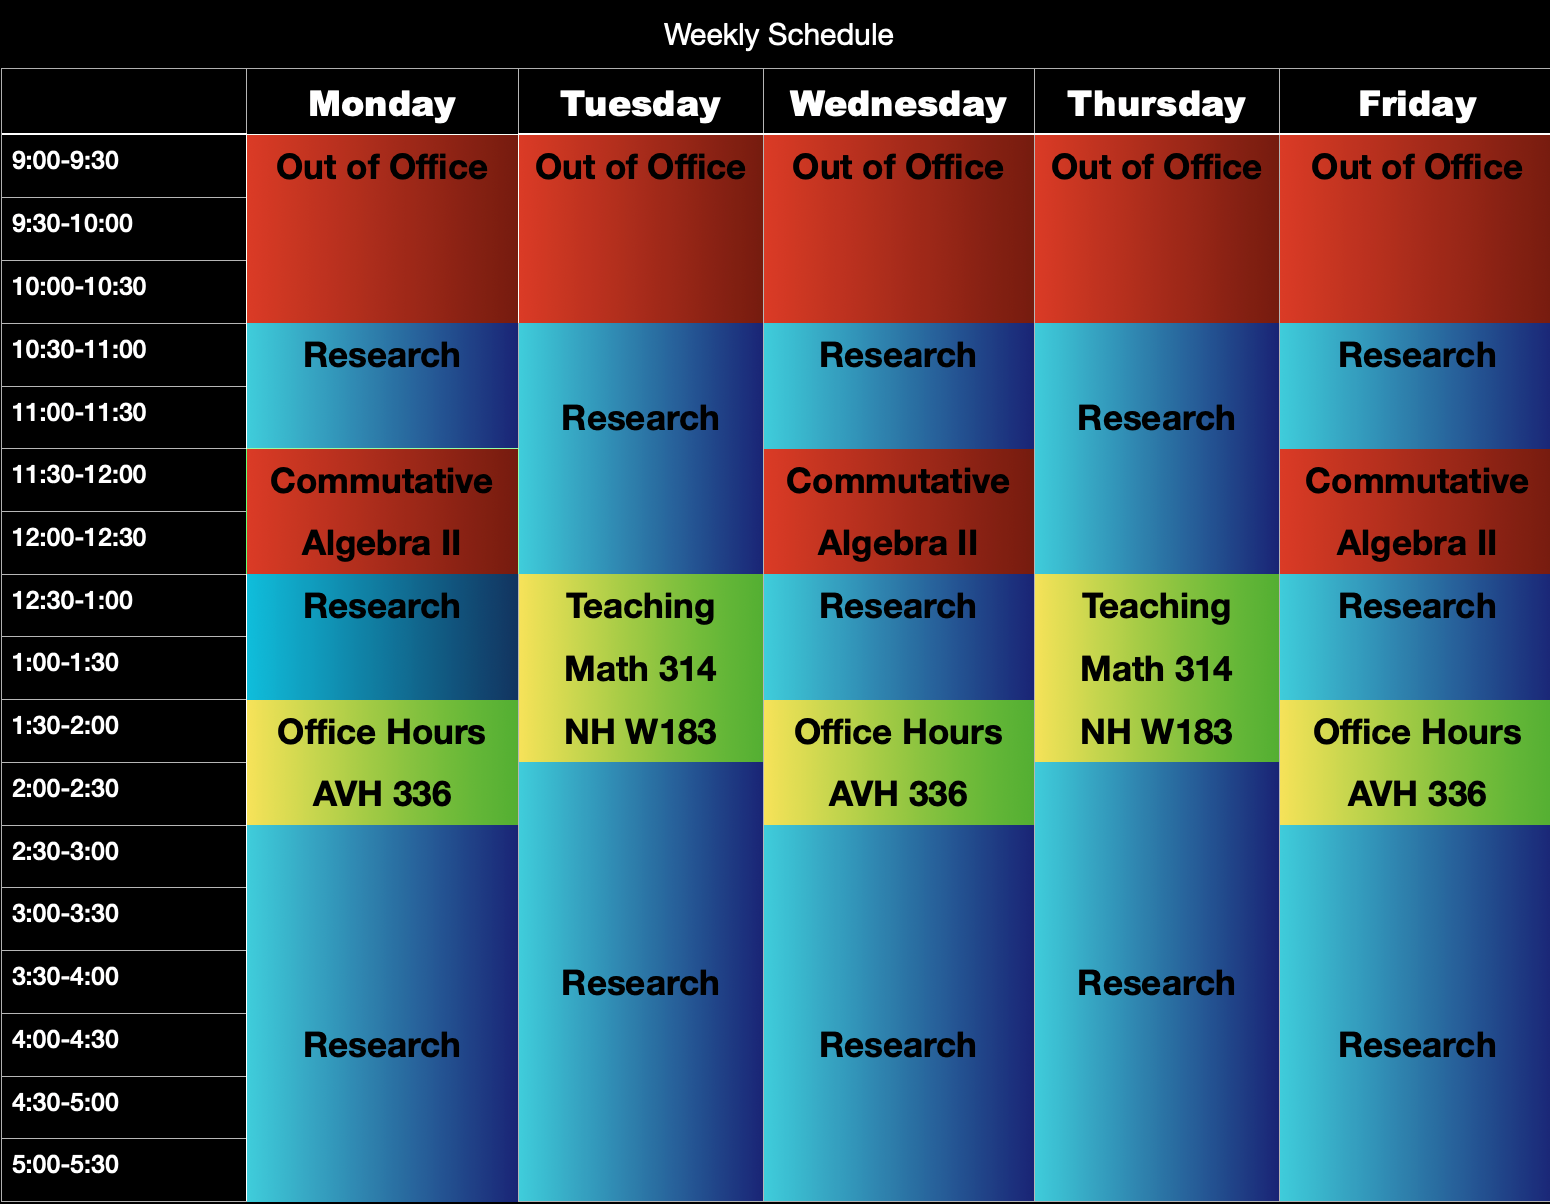 Weekly Schedule
Monday Tuesday Wednesday Thursday Friday
9:00-9:30 Out of Office Out of Office Out of Office Out of Office Out of Office
9:30-10:00
10:00-10:30
10:30-11:00 Research Research Research
11:00-11:30 Research Research
11:30-12:00 Commutative Commutative Commutative
12:00-12:30 Algebra II Algebra II Algebra II
12:30-1:00 Research Teaching Research Teaching Research
1:00-1:30 Math 314 Math 314
1:30-2:00 Office Hours NH W183 Office Hours NH W183 Office Hours
2:00-2:30 AVH 336 AVH 336 AVH 336
2:30-3:00
3:00-3:30
3:30-4:00 Research Research
4:00-4:30 Research Research Research
4:30-5:00
5:00-5:30